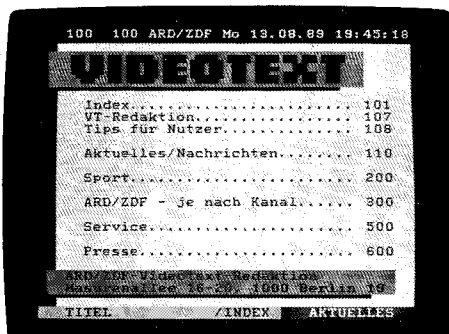 100 100 ARD/ZDF Mo 13.08.89 19:45:18
VIDEOTEXT
Index.................... 101
VT-Redaktion............. 107
Tips für Nutzer.......... 108
Aktuelles/Nachrichten.... 110
Sport.................... 200
ARD/ZDF - je nach Kanal.. 300
Service.................. 500
Presse................... 600
ARD/ZDF Videotext-Redaktion
Masurenallee 16-20, 1000 Berlin 19
TITEL /INDEX AKTUELLES